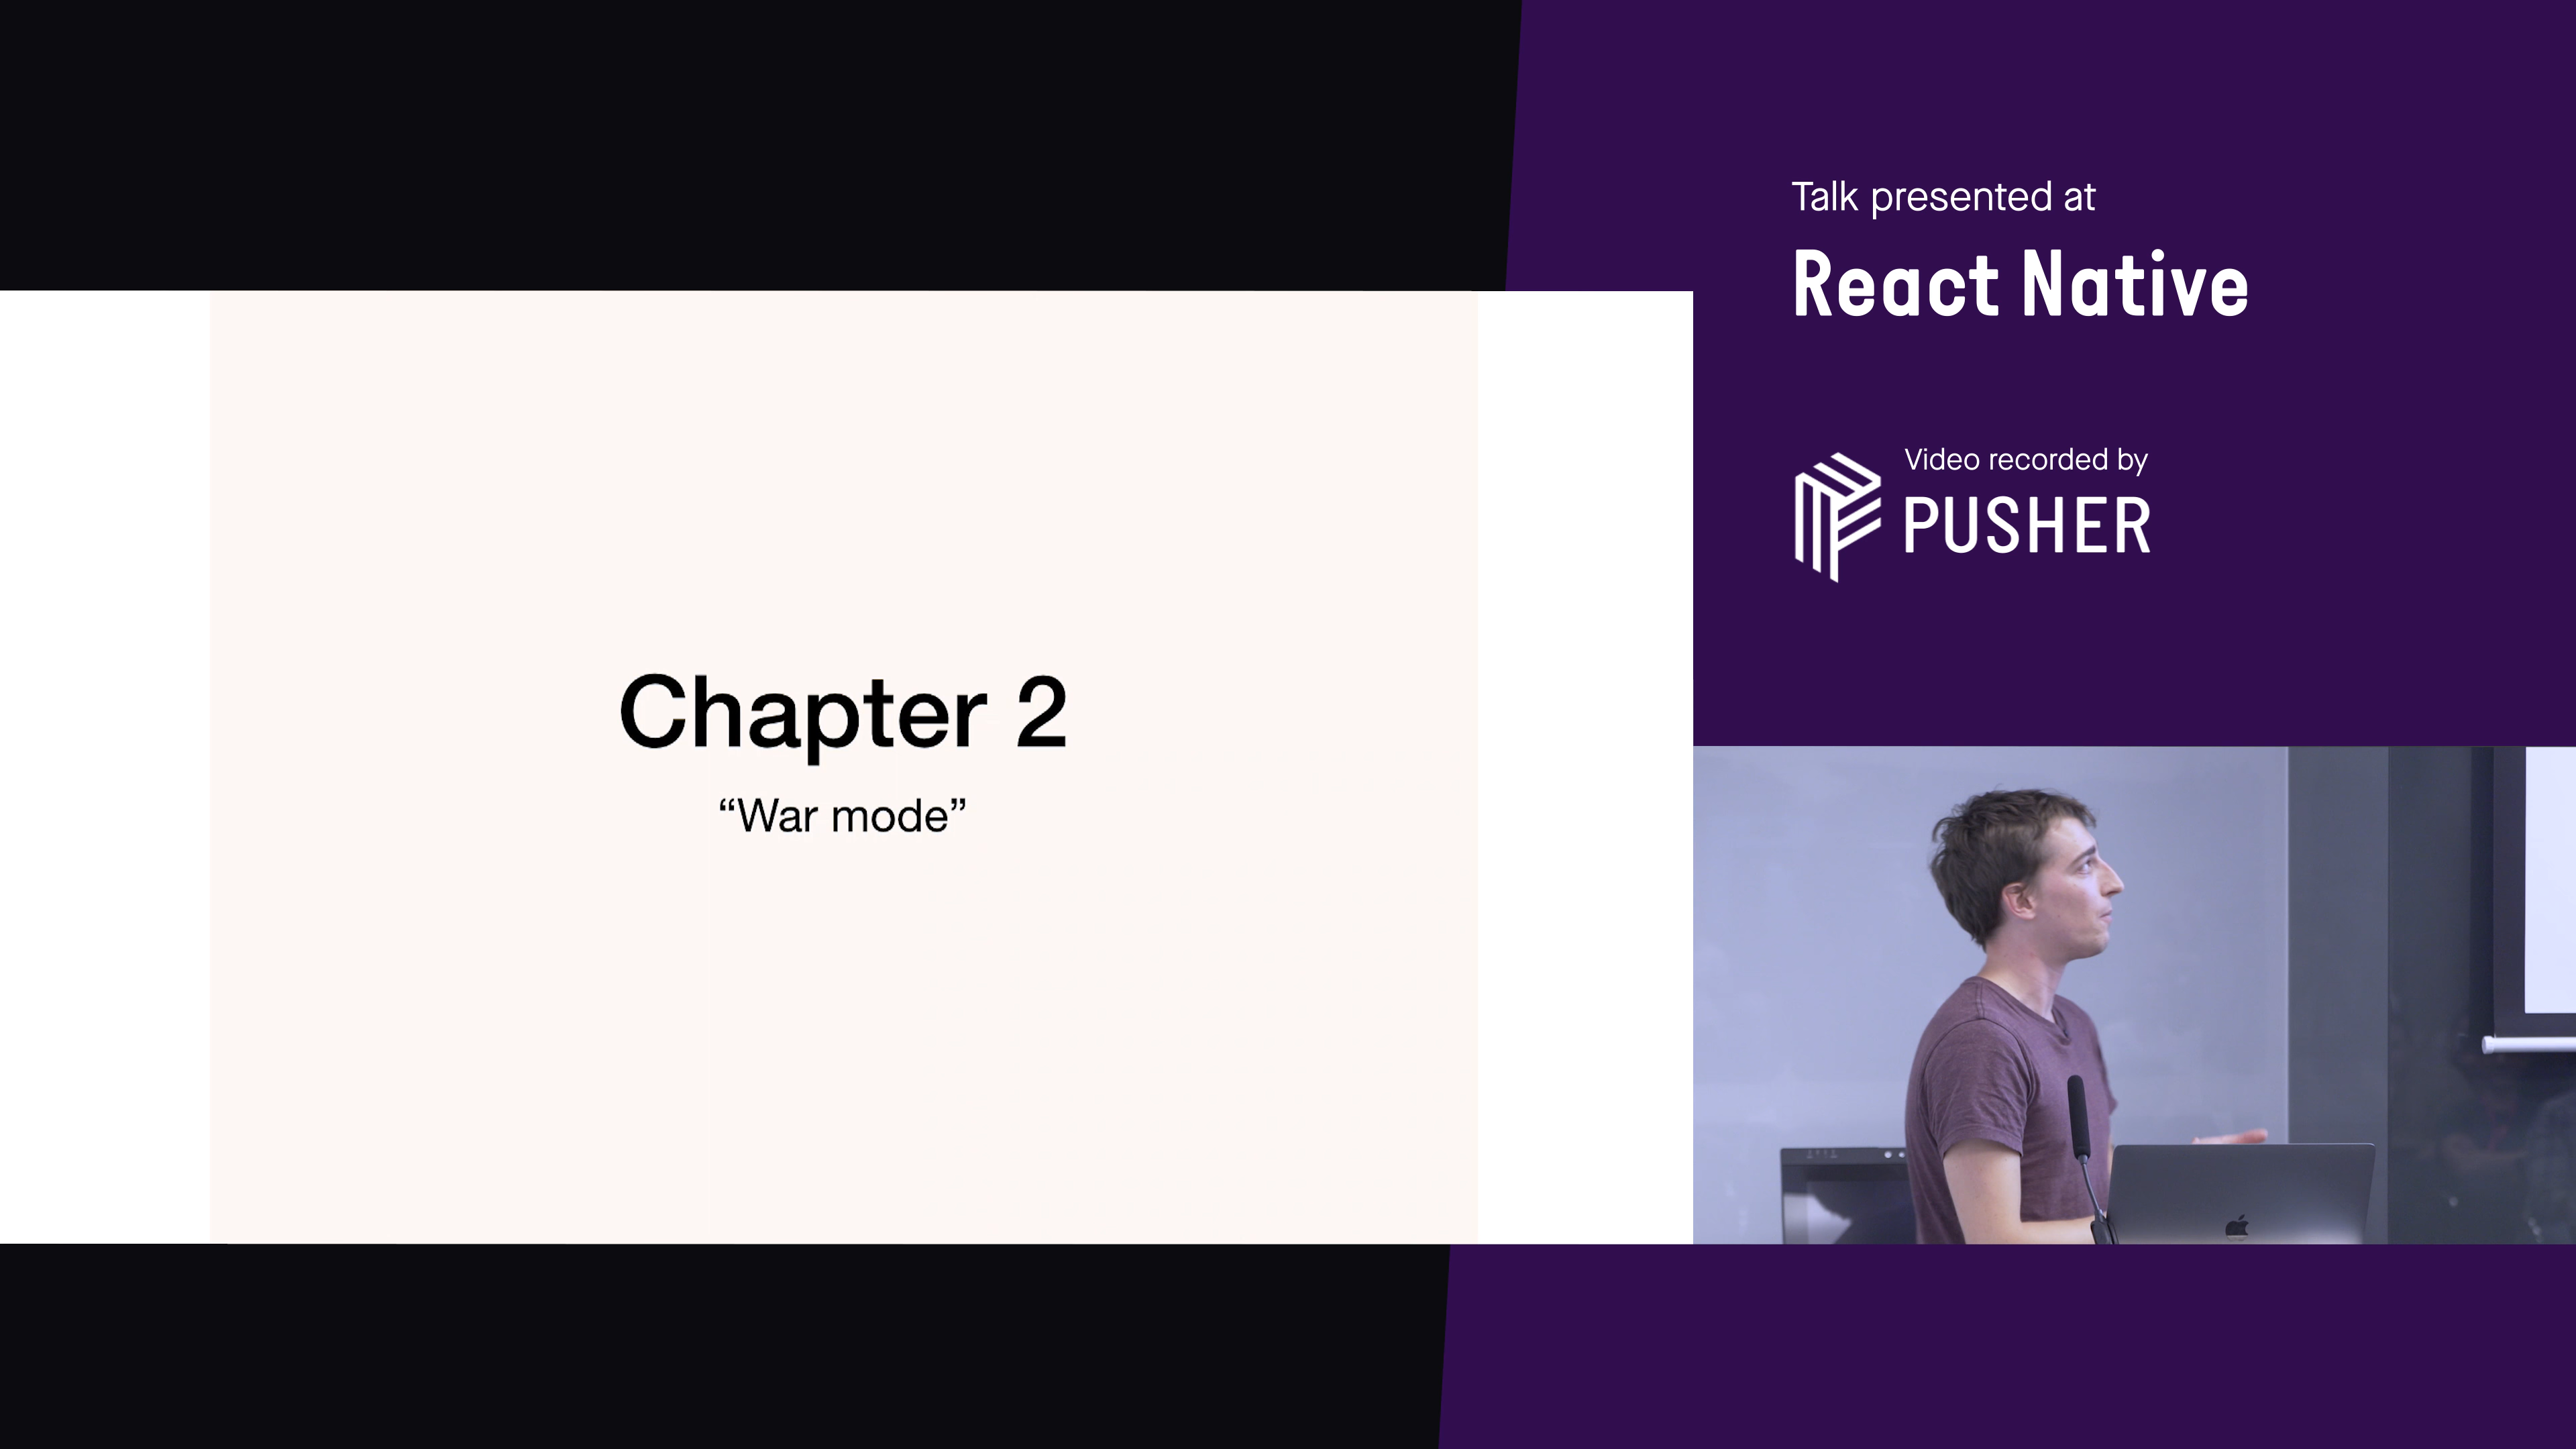 Chapter 2
“War mode”
Talk presented at
React Native
Video recorded by
PUSHER